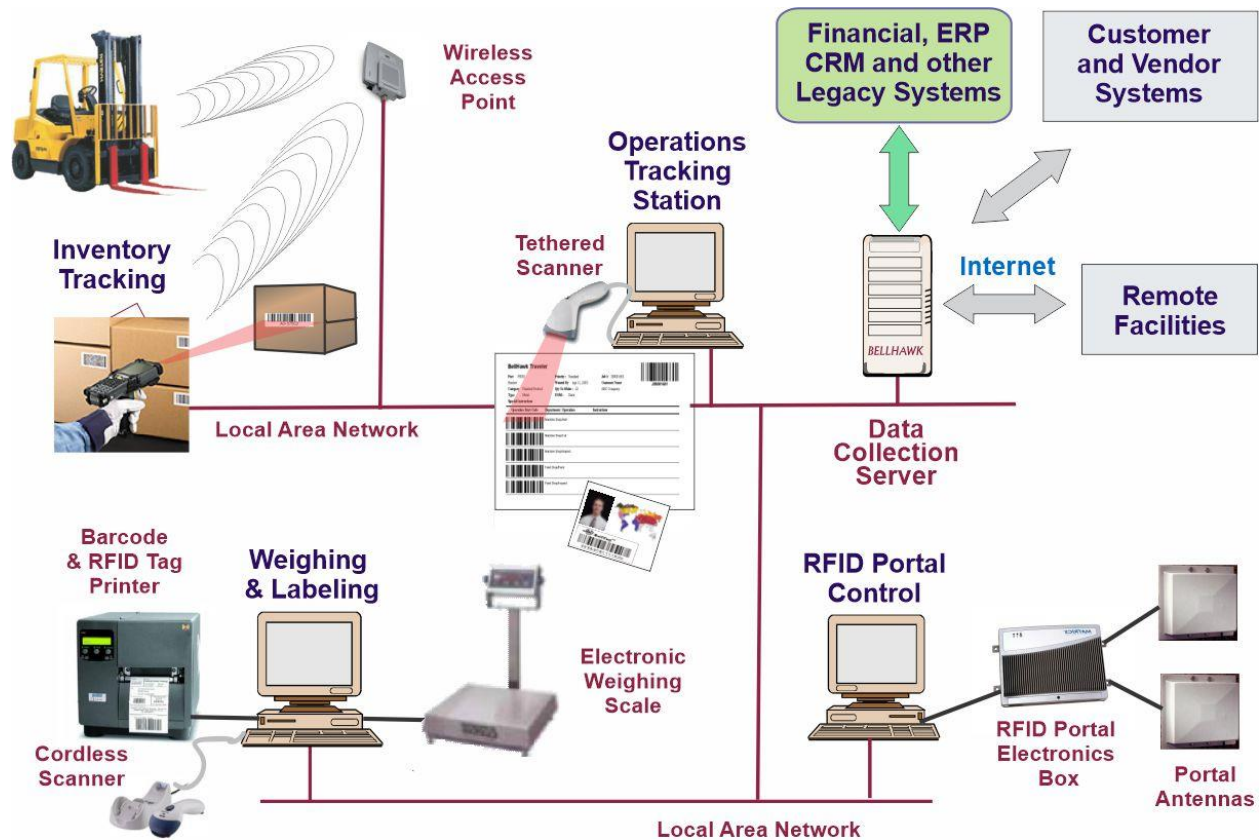 Wireless
Access
Point
Financial, ERP
CRM and other
Legacy Systems
Customer
and Vendor
Systems
Operations
Tracking
Station
Inventory
Tracking
Tethered
Scanner
Internet
Remote
Facilities
BELLHAWK
BellHawk Traveler
Local Area Network
Data
Collection
Server
Barcode
& RFID Tag
Printer
Weighing
& Labeling
RFID Portal
Control
Electronic
Weighing
Scale
Cordless
Scanner
RFID Portal
Electronics
Box
Portal
Antennas
Local Area Network